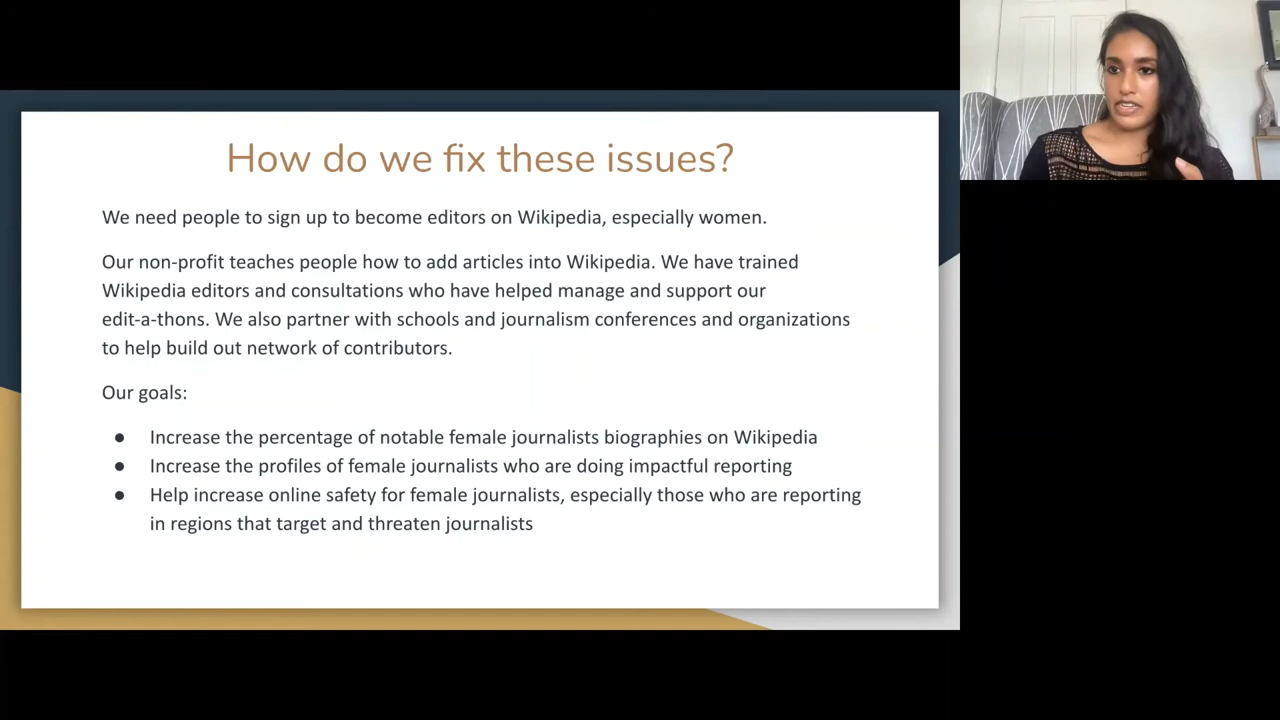 How do we fix these issues?
We need people to sign up to become editors on Wikipedia, especially women.
Our non-profit teaches people how to add articles into Wikipedia. We have trained
Wikipedia editors and consultations who have helped manage and support our
edit-a-thons. We also partner with schools and journalism conferences and organizations
to help build out network of contributors.
Our goals:
● Increase the percentage of notable female journalists biographies on Wikipedia
● Increase the profiles of female journalists who are doing impactful reporting
● Help increase online safety for female journalists, especially those who are reporting
in regions that target and threaten journalists